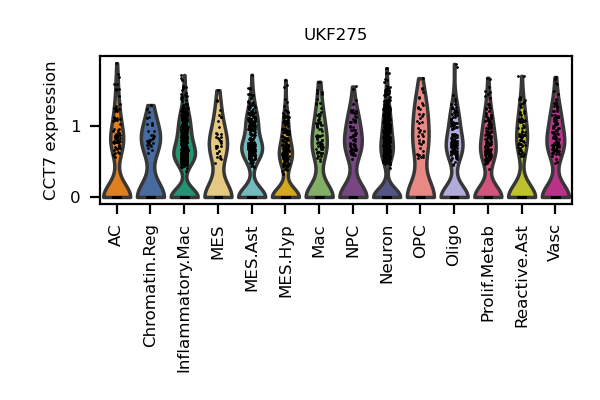 UKF275
CCT7 expression
1
0
AC
Chromatin.Reg
Inflammatory.Mac
MES
MES.Ast
MES.Hyp
Mac
NPC
Neuron
OPC
Oligo
Prolif.Metab
Reactive.Ast
Vasc